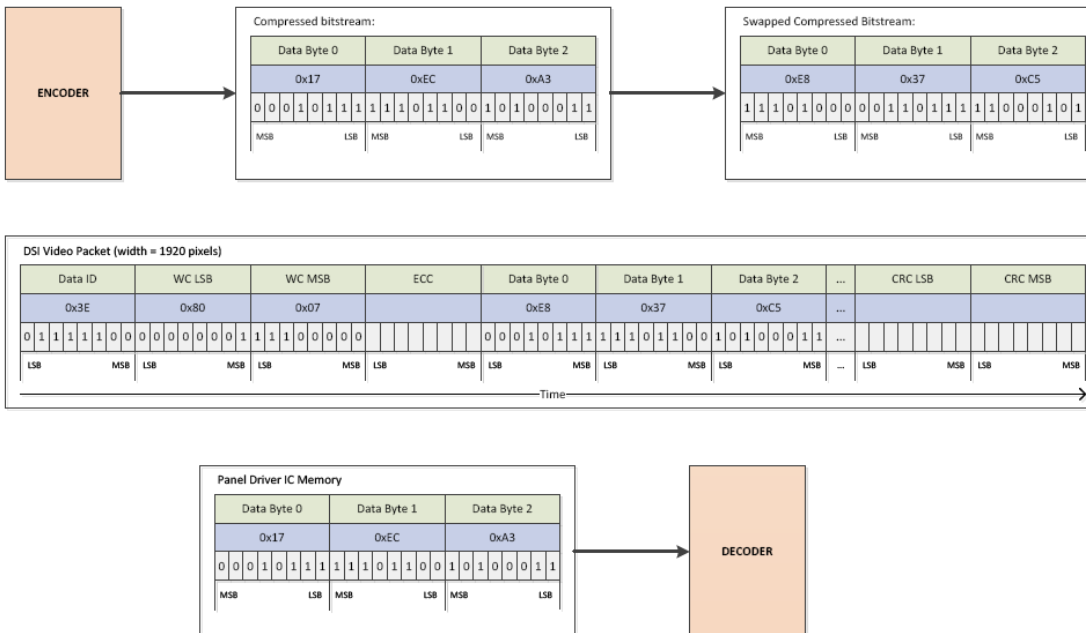 ENCODER
Compressed bitstream:
Data Byte 0 Data Byte 1 Data Byte 2
0x17 0xEC 0xA3
0 0 0 1 0 1 1 1 1 1 1 0 1 1 0 0 1 0 1 0 0 0 1 1
MSB LSB MSB LSB MSB LSB
Swapped Compressed Bitstream:
Data Byte 0 Data Byte 1 Data Byte 2
0xE8 0x37 0xC5
1 1 1 0 1 0 0 0 0 0 1 1 0 1 1 1 1 1 0 0 0 1 0 1
MSB LSB MSB LSB MSB LSB
DSI Video Packet (width = 1920 pixels)
Data ID WC LSB WC MSB ECC Data Byte 0 Data Byte 1 Data Byte 2 ... CRC LSB CRC MSB
0x3E 0x80 0x07 0xE8 0x37 0xC5 ...
0 1 1 1 1 1 0 0 0 0 0 0 0 0 0 1 1 1 1 0 0 0 0 0 0 0 0 1 0 1 1 1 1 1 1 0 1 1 0 0 1 0 1 0 0 0 1 1 ...
LSB MSB LSB MSB LSB MSB LSB MSB LSB MSB LSB MSB ... LSB MSB LSB MSB
Time
Panel Driver IC Memory
Data Byte 0 Data Byte 1 Data Byte 2
0x17 0xEC 0xA3
0 0 0 1 0 1 1 1 1 1 1 0 1 1 0 0 1 0 1 0 0 0 1 1
MSB LSB MSB LSB MSB LSB
DECODER